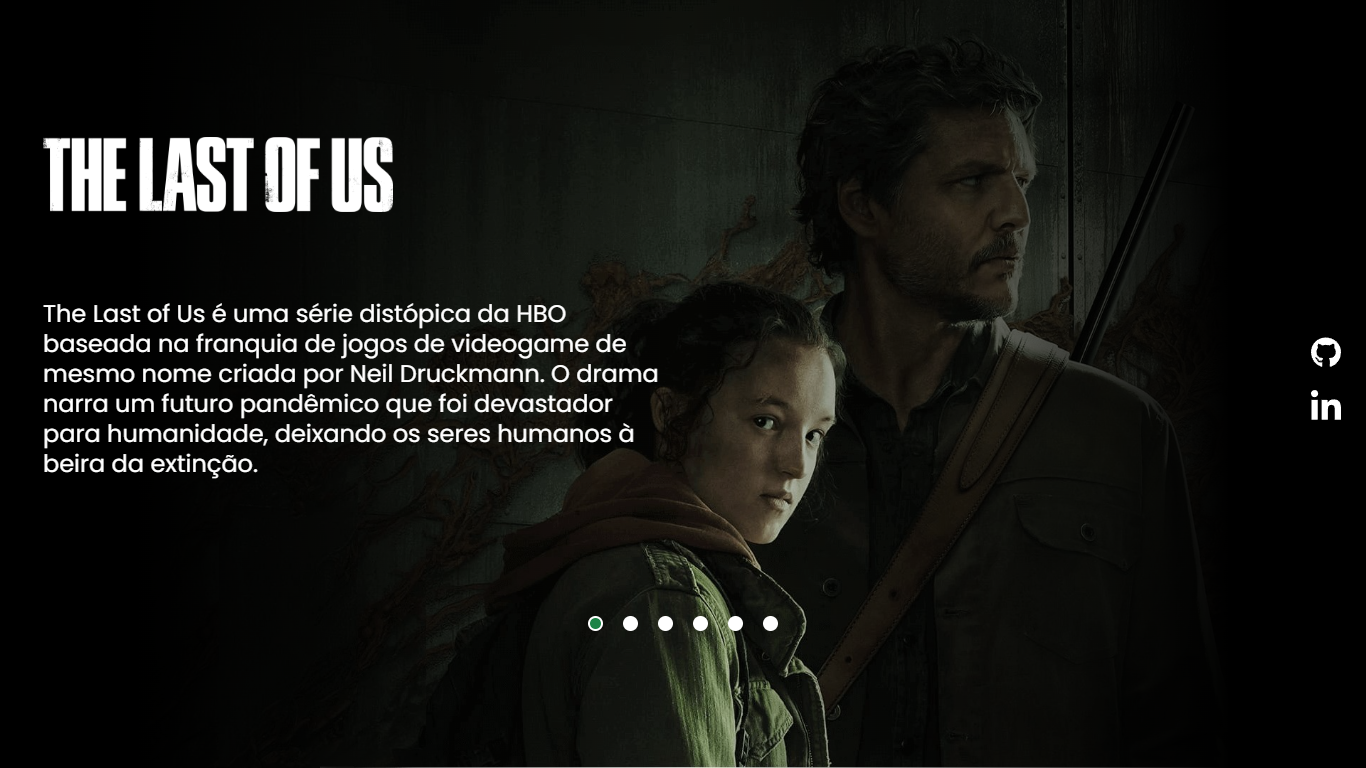 THE LAST OF US
The Last of Us é uma série distópica da HBO
baseada na franquia de jogos de videogame de
mesmo nome criada por Neil Druckmann. O drama
narra um futuro pandêmico que foi devastador
para humanidade, deixando os seres humanos à
beira da extinção.
in